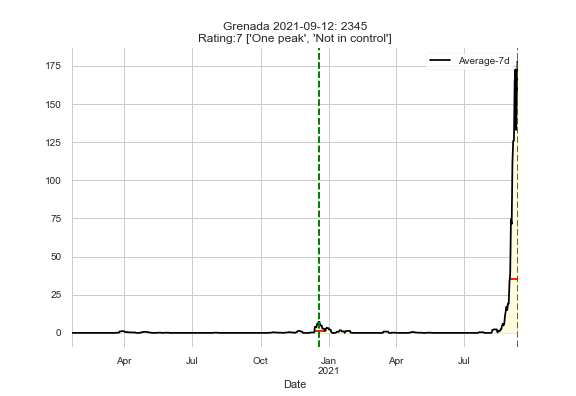 Grenada 2021-09-12: 2345
Rating:7 ['One peak', 'Not in control']
Average-7d
175
150
125
100
75
50
25
0
Apr Jul Oct Jan Apr Jul
2021
Date